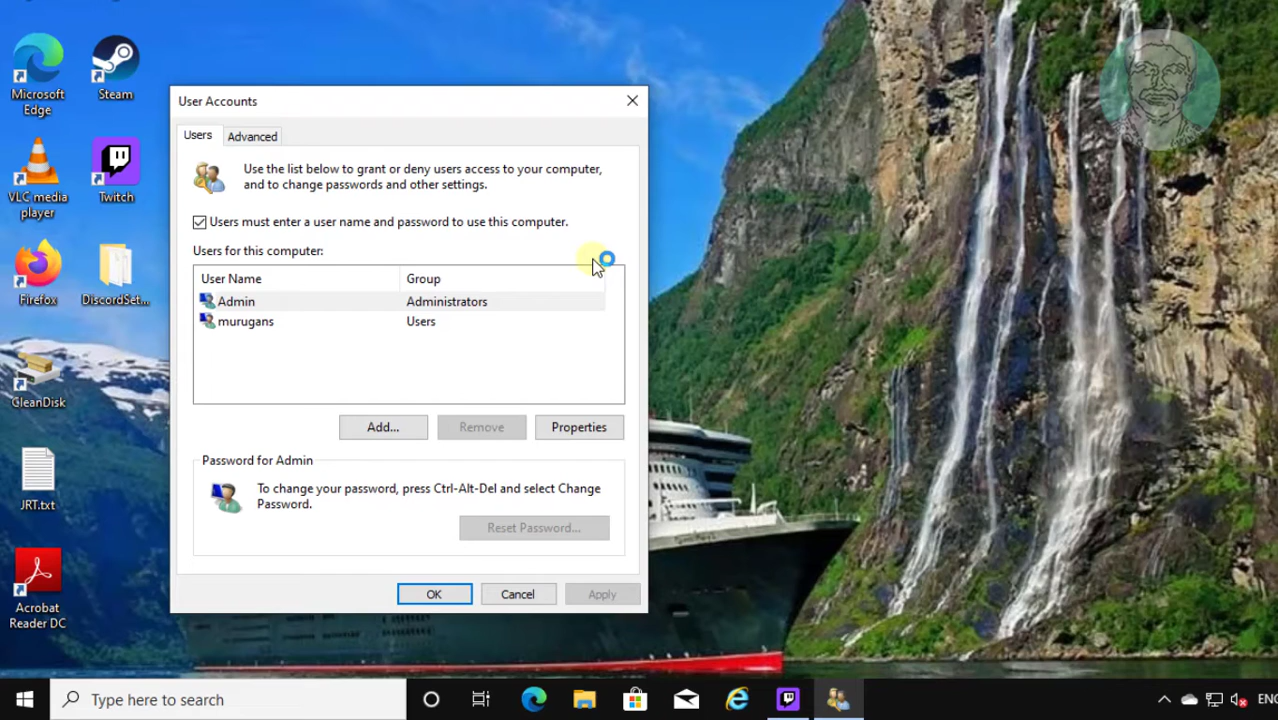 Microsoft
Edge
Steam
VLC media
player
Twitch
Firefox
DiscordSet...
CleanDisk
JRT.txt
Acrobat
Reader DC
User Accounts
Users
Advanced
Use the list below to grant or deny users access to your computer,
and to change passwords and other settings.
Users must enter a user name and password to use this computer.
Users for this computer:
User Name Group
Admin Administrators
murugans Users
Add... Remove Properties
Password for Admin
To change your password, press Ctrl-Alt-Del and select Change
Password.
Reset Password...
OK Cancel Apply
Type here to search
ENG